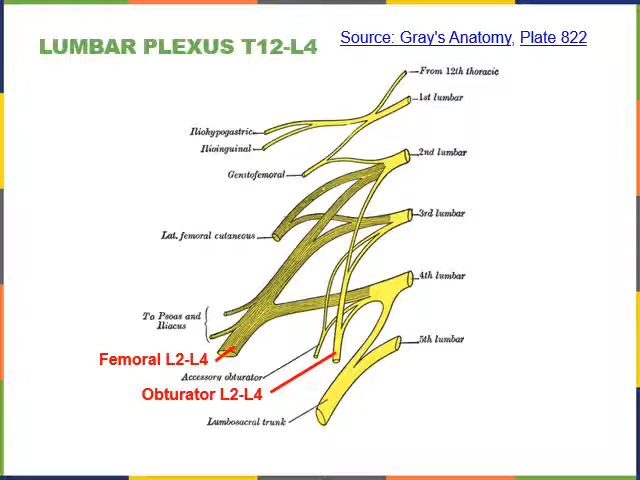 LUMBAR PLEXUS T12-L4
Source: Gray's Anatomy, Plate 822
From 12th thoracic
1st lumbar
Iliohypogastric
Ilioinguinal
2nd lumbar
Genitofemoral
3rd lumbar
Lat. femoral cutaneous
4th lumbar
To Psoas and
Iliacus
5th lumbar
Femoral L2-L4
Accessory obturator
Obturator L2-L4
Lumbosacral trunk